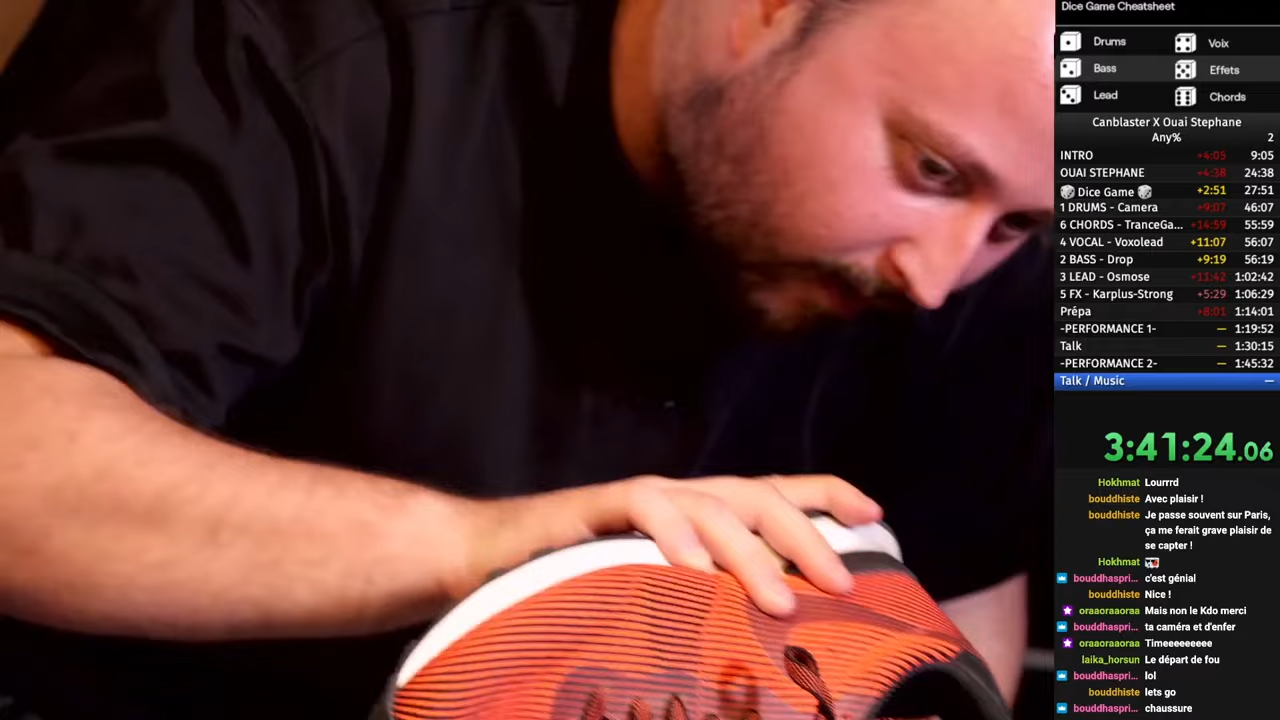 Dice Game Cheatsheet
Drums
Voix
Bass
Effets
Lead
Chords
Canblaster X Ouai Stephane
Any% 2
INTRO +4:05 9:05
OUAI STEPHANE +4:38 24:38
🎲 Dice Game 🎲 +2:51 27:51
1 DRUMS - Camera +9:07 46:07
6 CHORDS - TranceGa... +14:59 55:59
4 VOCAL - Voxolead +11:07 56:07
2 BASS - Drop +9:19 56:19
3 LEAD - Osmose +11:42 1:02:42
5 FX - Karplus-Strong +5:29 1:06:29
Prépa +8:01 1:14:01
-PERFORMANCE 1- — 1:19:52
Talk — 1:30:15
-PERFORMANCE 2- — 1:45:32
Talk / Music —
3:41:24.06
Hokhmat Lourrrd
bouddhiste Avec plaisir !
bouddhiste Je passe souvent sur Paris,
ça me ferait grave plaisir de
se capter !
Hokhmat
bouddhaspri... c'est génial
bouddhiste Nice !
oraoraaoraa Mais non le Kdo merci
bouddhaspri... ta caméra et d'enfer
oraoraaoraa Timeeeeeeeee
laika_horsun Le départ de fou
bouddhaspri... lol
bouddhiste lets go
bouddhaspri... chaussure